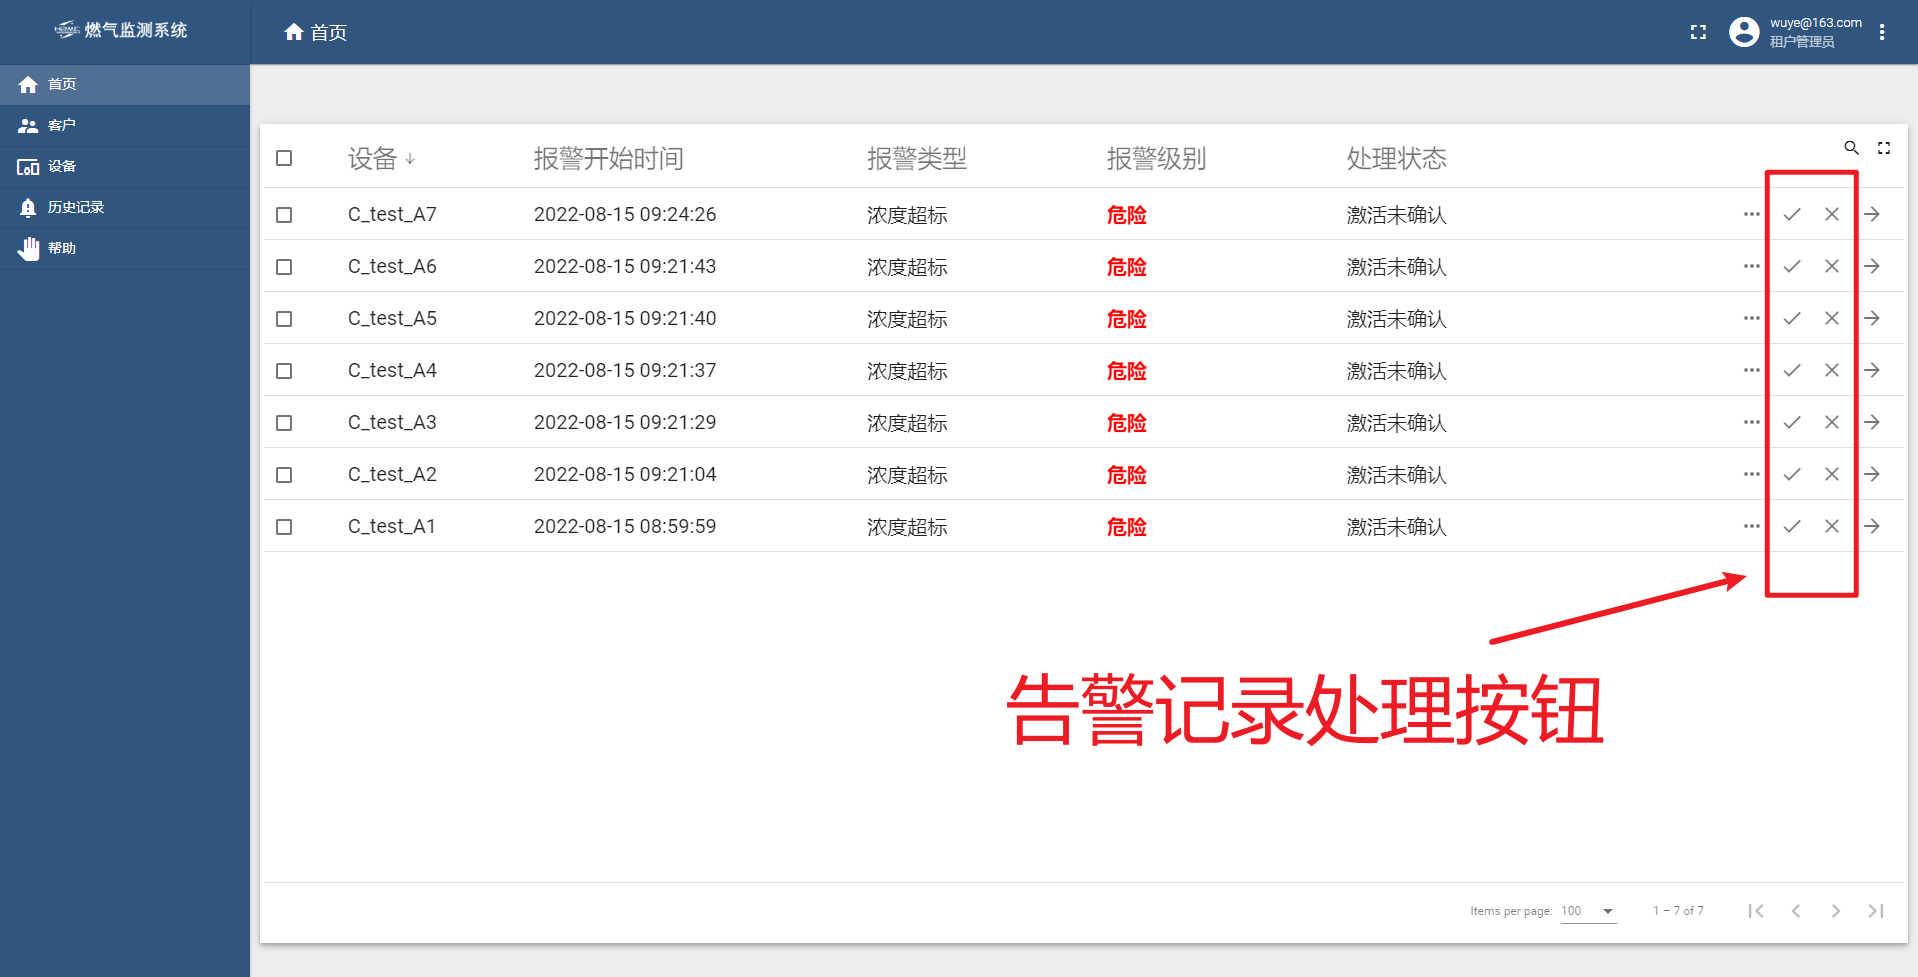 燃气监测系统
首页
wuye@163.com
租户管理员
首页
客户
设备
历史记录
帮助
设备 报警开始时间 报警类型 报警级别 处理状态
C_test_A7 2022-08-15 09:24:26 浓度超标 危险 激活未确认
C_test_A6 2022-08-15 09:21:43 浓度超标 危险 激活未确认
C_test_A5 2022-08-15 09:21:40 浓度超标 危险 激活未确认
C_test_A4 2022-08-15 09:21:37 浓度超标 危险 激活未确认
C_test_A3 2022-08-15 09:21:29 浓度超标 危险 激活未确认
C_test_A2 2022-08-15 09:21:04 浓度超标 危险 激活未确认
C_test_A1 2022-08-15 08:59:59 浓度超标 危险 激活未确认
告警记录处理按钮
Items per page: 100 1 – 7 of 7